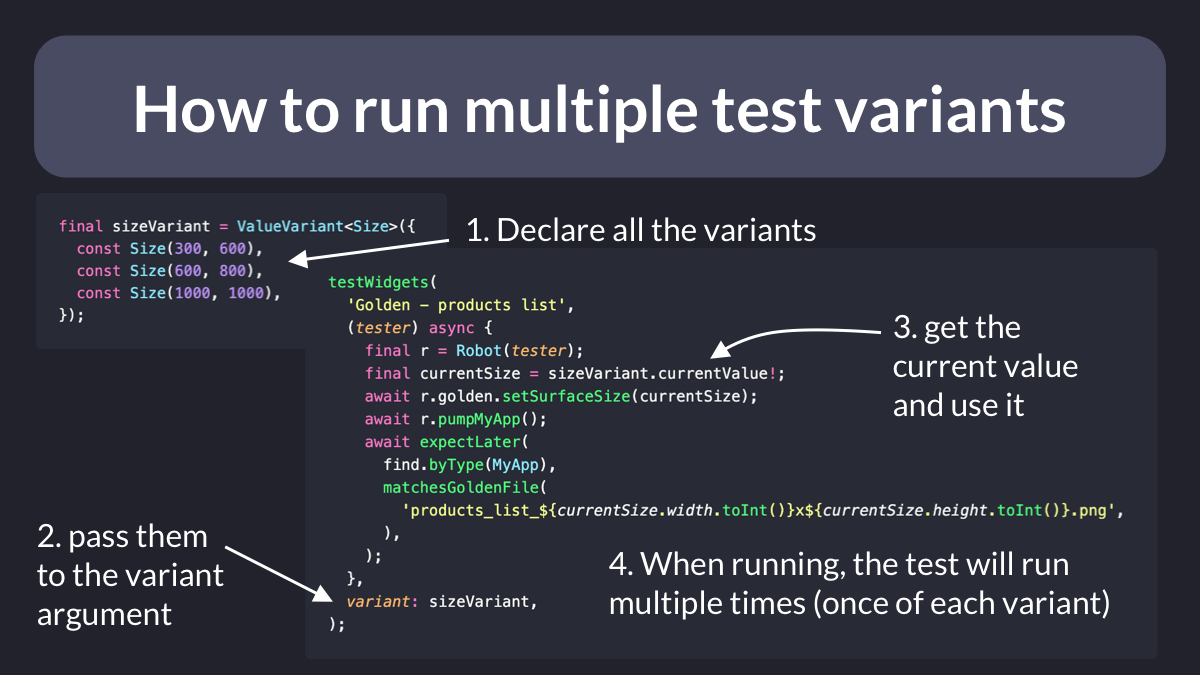 How to run multiple test variants
final sizeVariant = ValueVariant<Size>({
  const Size(300, 600),
  const Size(600, 800),
  const Size(1000, 1000),
});
1. Declare all the variants
testWidgets(
  'Golden – products list',
  (tester) async {
    final r = Robot(tester);
    final currentSize = sizeVariant.currentValue!;
    await r.golden.setSurfaceSize(currentSize);
    await r.pumpMyApp();
    await expectLater(
      find.byType(MyApp),
      matchesGoldenFile(
        'products_list_${currentSize.width.toInt()}x${currentSize.height.toInt()}.png',
      ),
    );
  },
  variant: sizeVariant,
);
3. get the
current value
and use it
2. pass them
to the variant
argument
4. When running, the test will run
multiple times (once of each variant)